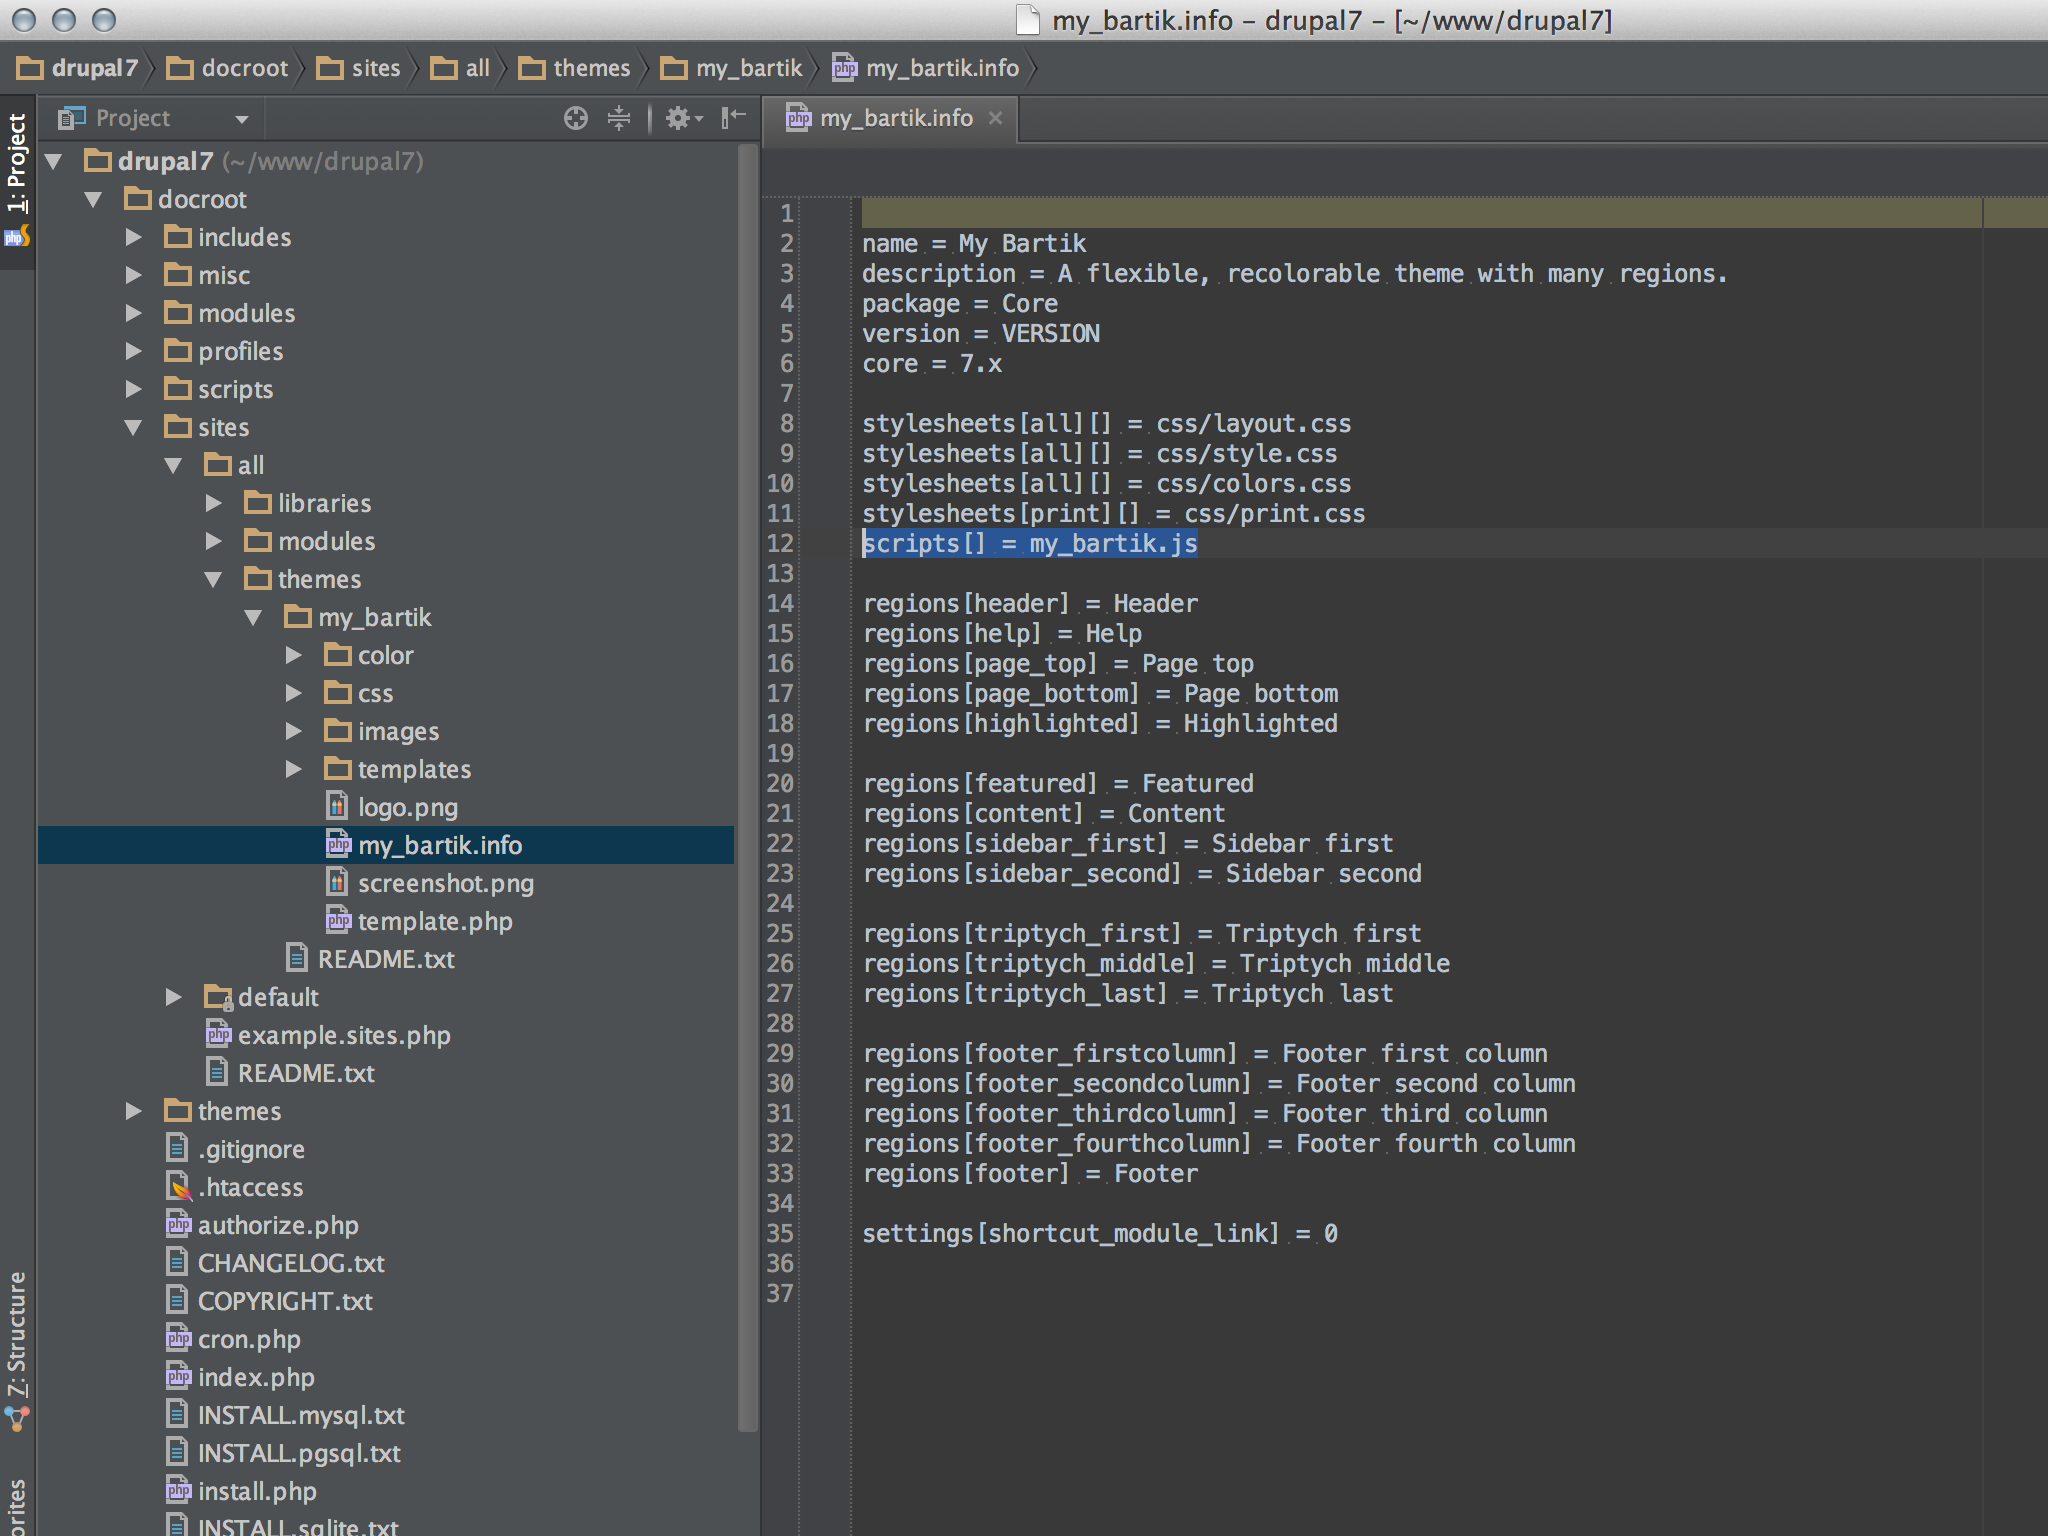 my_bartik.info – drupal7 – [~/www/drupal7]
drupal7 docroot sites all themes my_bartik my_bartik.info
1: Project
Project
my_bartik.info
drupal7 (~/www/drupal7)
docroot
includes
misc
modules
profiles
scripts
sites
all
libraries
modules
themes
my_bartik
color
css
images
templates
logo.png
my_bartik.info
screenshot.png
template.php
README.txt
default
example.sites.php
README.txt
themes
.gitignore
.htaccess
authorize.php
CHANGELOG.txt
COPYRIGHT.txt
cron.php
index.php
INSTALL.mysql.txt
INSTALL.pgsql.txt
install.php
INSTALL.sqlite.txt
7: Structure
orites
1
2 name = My Bartik
3 description = A flexible, recolorable theme with many regions.
4 package = Core
5 version = VERSION
6 core = 7.x
7
8 stylesheets[all][] = css/layout.css
9 stylesheets[all][] = css/style.css
10 stylesheets[all][] = css/colors.css
11 stylesheets[print][] = css/print.css
12 scripts[] = my_bartik.js
13
14 regions[header] = Header
15 regions[help] = Help
16 regions[page_top] = Page top
17 regions[page_bottom] = Page bottom
18 regions[highlighted] = Highlighted
19
20 regions[featured] = Featured
21 regions[content] = Content
22 regions[sidebar_first] = Sidebar first
23 regions[sidebar_second] = Sidebar second
24
25 regions[triptych_first] = Triptych first
26 regions[triptych_middle] = Triptych middle
27 regions[triptych_last] = Triptych last
28
29 regions[footer_firstcolumn] = Footer first column
30 regions[footer_secondcolumn] = Footer second column
31 regions[footer_thirdcolumn] = Footer third column
32 regions[footer_fourthcolumn] = Footer fourth column
33 regions[footer] = Footer
34
35 settings[shortcut_module_link] = 0
36
37